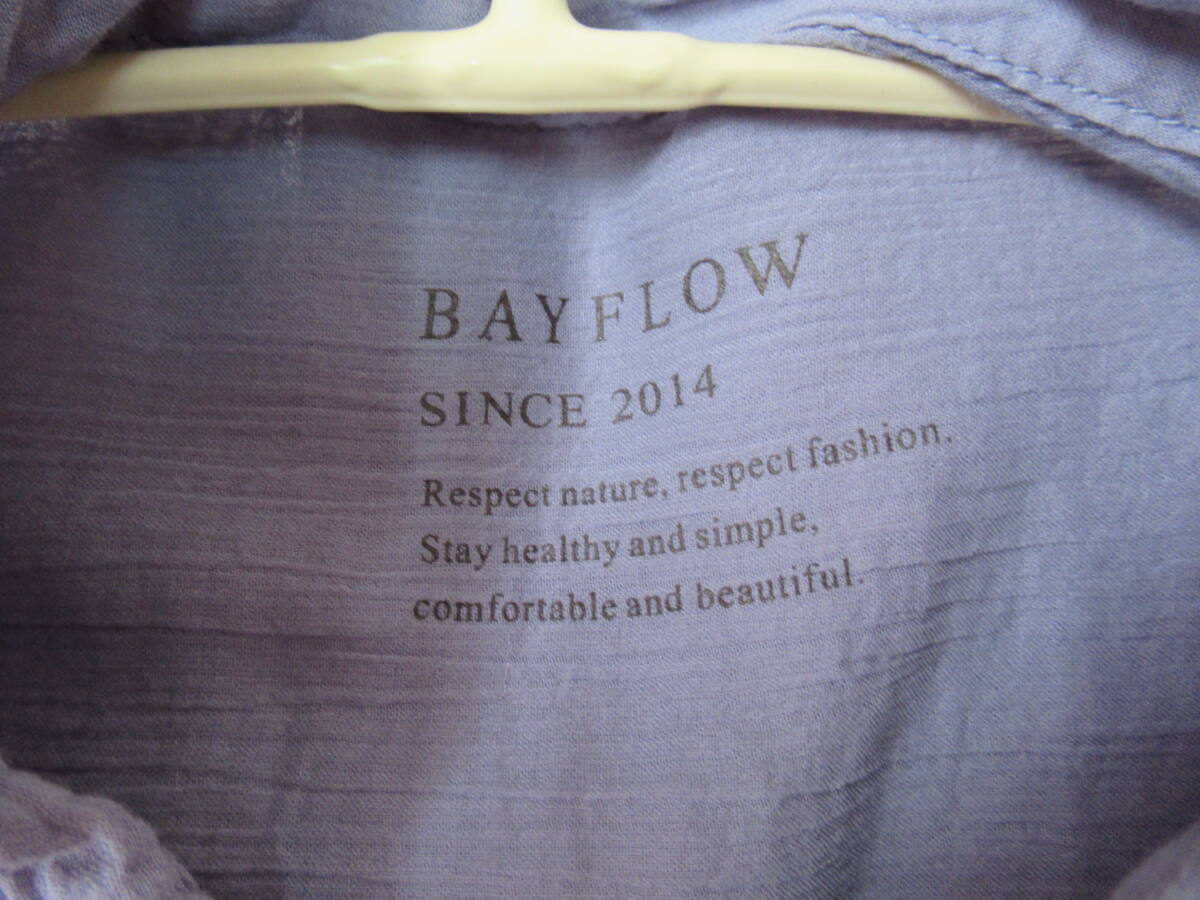 BAYFLOW
SINCE 2014
Respect nature, respect fashion.
Stay healthy and simple,
comfortable and beautiful.